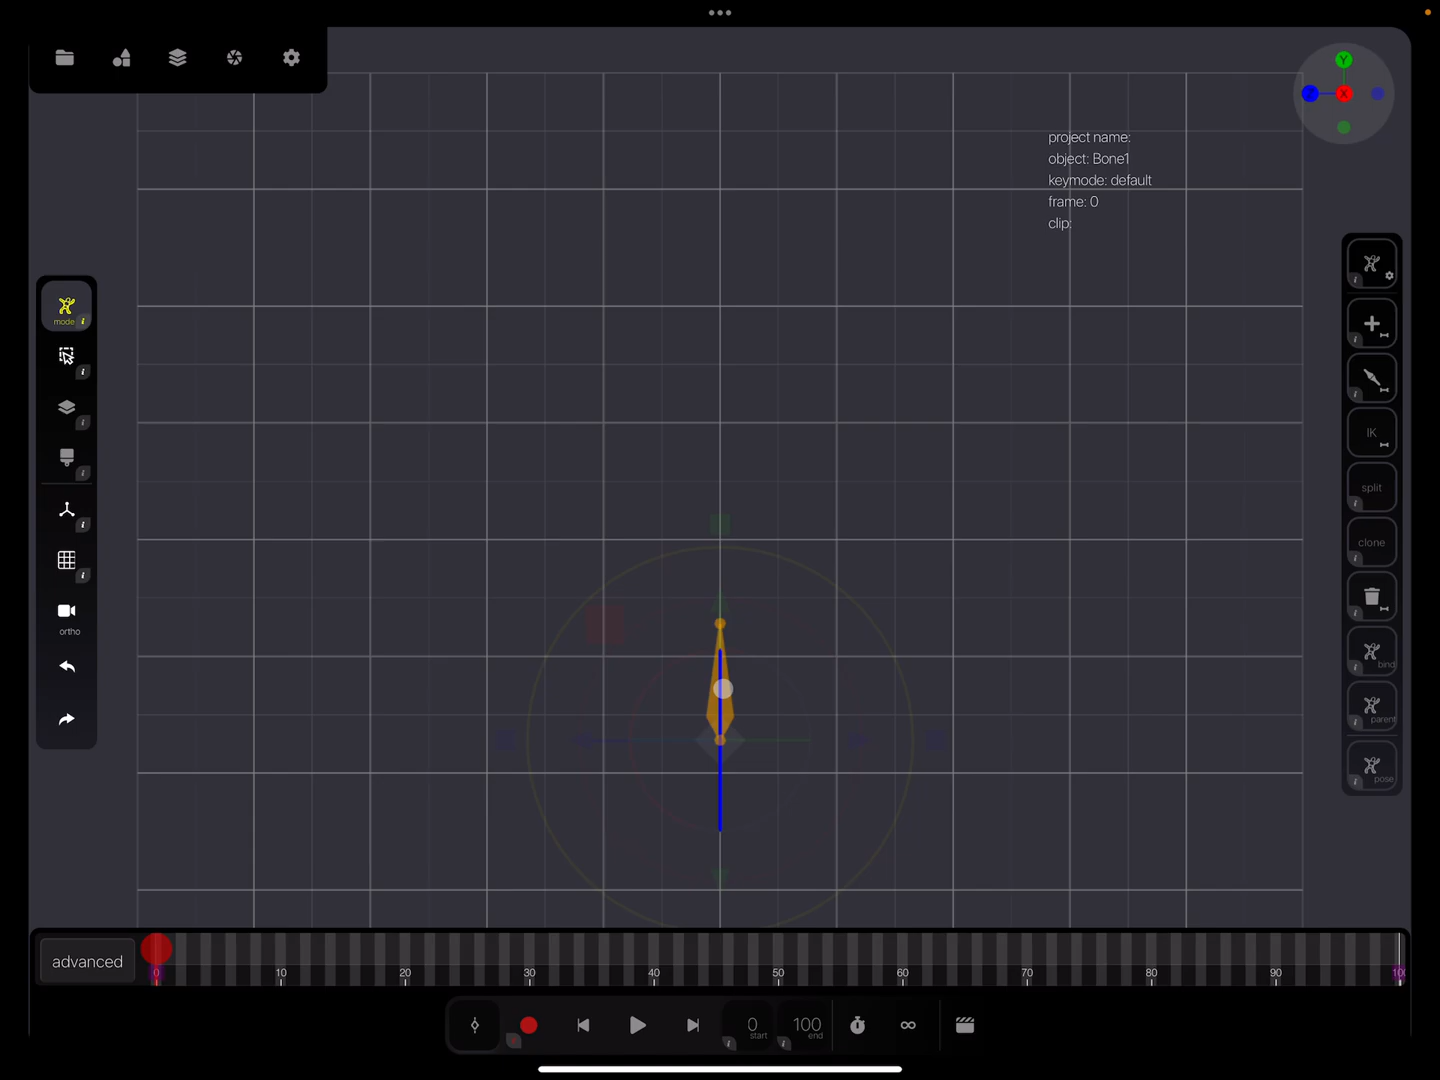 Y
X
project name:
object: Bone1
keymode: default
frame: 0
clip:
mode
i
i
i
i
i
i
ortho
i
i
i
IK
split
i
clone
i
i
bind
i
parent
i
pose
i
advanced
0
10
20
30
40
50
60
70
80
90
100
0
start
i
100
end
i